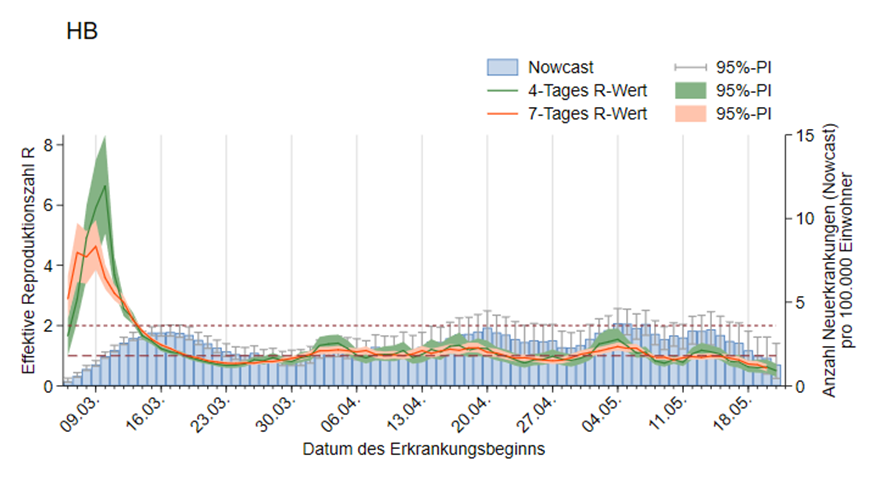 HB
Nowcast
95%-PI
4-Tages R-Wert
95%-PI
7-Tages R-Wert
95%-PI
Effektive Reproduktionszahl R
8
6
4
2
0
15
10
5
0
Anzahl Neuerkrankungen (Nowcast)
pro 100.000 Einwohner
09.03.
16.03.
23.03.
30.03.
06.04.
13.04.
20.04.
27.04.
04.05.
11.05.
18.05.
Datum des Erkrankungsbeginns